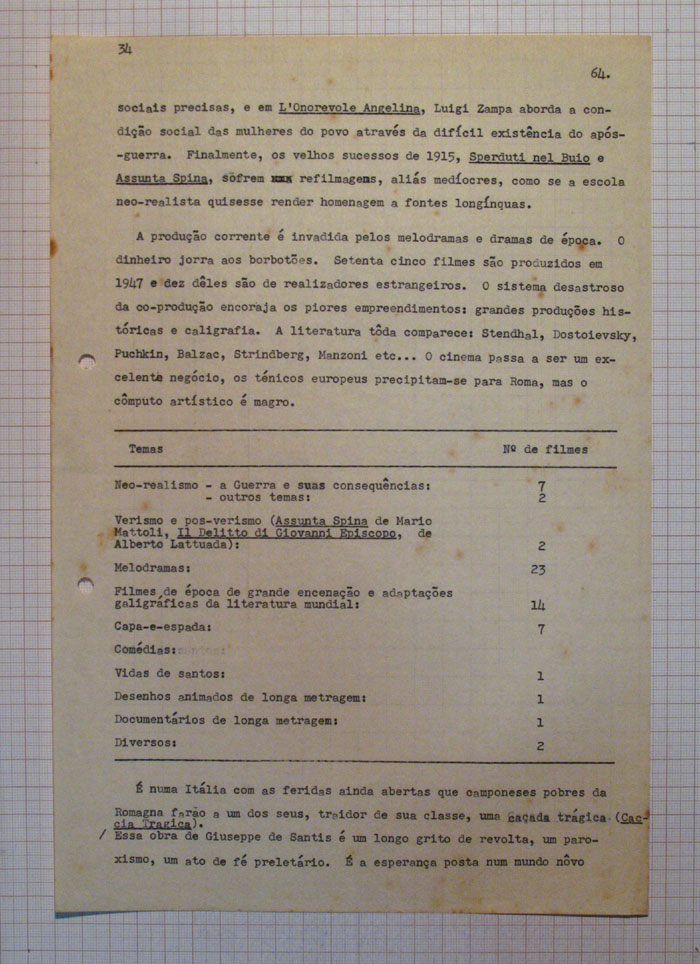 34
64.
sociais precisas, e em L'Onorevole Angelina, Luigi Zampa aborda a con-
dição social das mulheres do povo através da difícil existência do após-
-guerra. Finalmente, os velhos sucessos de 1915, Sperduti nel Buio e
Assunta Spina, sofrem xxx refilmagens, aliás medíocres, como se a escola
neo-realista quisesse render homenagem a fontes longínquas.
A produção corrente é invadida pelos melodramas e dramas de época. O
dinheiro jorra aos borbotões. Setenta cinco filmes são produzidos em
1947 e dez dêles são de realizadores estrangeiros. O sistema desastroso
da co-produção encoraja os piores empreendimentos: grandes produções his-
tóricas e caligrafia. A literatura tôda comparece: Stendhal, Dostoievsky,
Puchkin, Balzac, Strindberg, Manzoni etc... O cinema passa a ser um ex-
celente negócio, os ténicos europeus precipitam-se para Roma, mas o
cômputo artístico é magro.
Temas Nº de filmes
Neo-realismo - a Guerra e suas consequências: 7
- outros temas: 2
Verismo e pos-verismo (Assunta Spina de Mario
Mattoli, Il Delitto di Giovanni Episcopo, de
Alberto Lattuada): 2
Melodramas: 23
Filmes de época de grande encenação e adaptações
galigráficas da literatura mundial: 14
Capa-e-espada: 7
Comédias:
Vidas de santos: 1
Desenhos animados de longa metragem: 1
Documentários de longa metragem: 1
Diversos: 2
É numa Itália com as feridas ainda abertas que camponeses pobres da
Romagna farão a um dos seus, traidor de sua classe, uma caçada trágica (Cac-
cia Tragica).
/ Essa obra de Giuseppe de Santis é um longo grito de revolta, um paro-
xismo, um ato de fé preletário. É a esperança posta num mundo nôvo